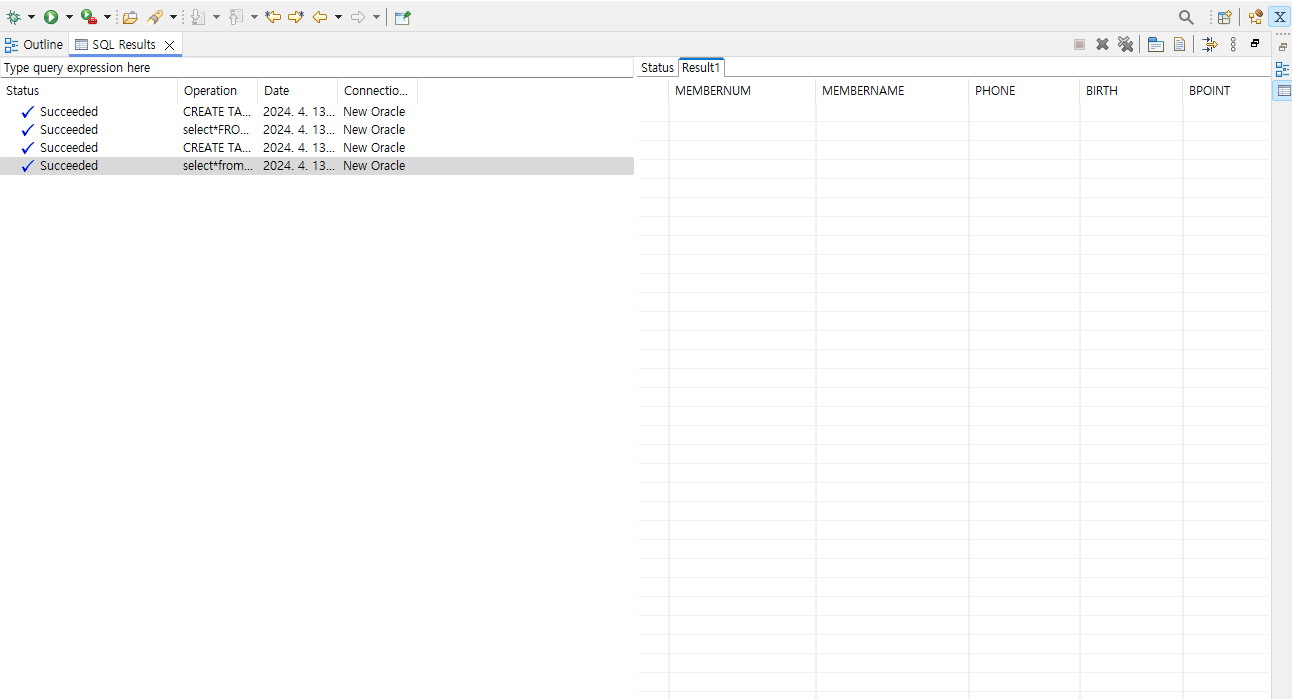 Outline SQL Results
Type query expression here
Status Operation Date Connectio...
Succeeded CREATE TA... 2024. 4. 13... New Oracle
Succeeded select*FRO... 2024. 4. 13... New Oracle
Succeeded CREATE TA... 2024. 4. 13... New Oracle
Succeeded select*from... 2024. 4. 13... New Oracle
Status Result1
MEMBERNUM MEMBERNAME PHONE BIRTH BPOINT